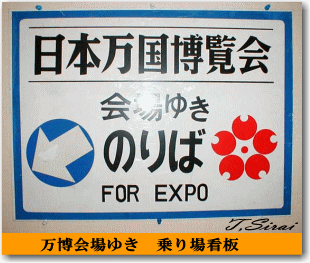 日本万国博覧会
会場ゆき
のりば
FOR EXPO
T.Sirai
万博会場ゆき　乗り場看板